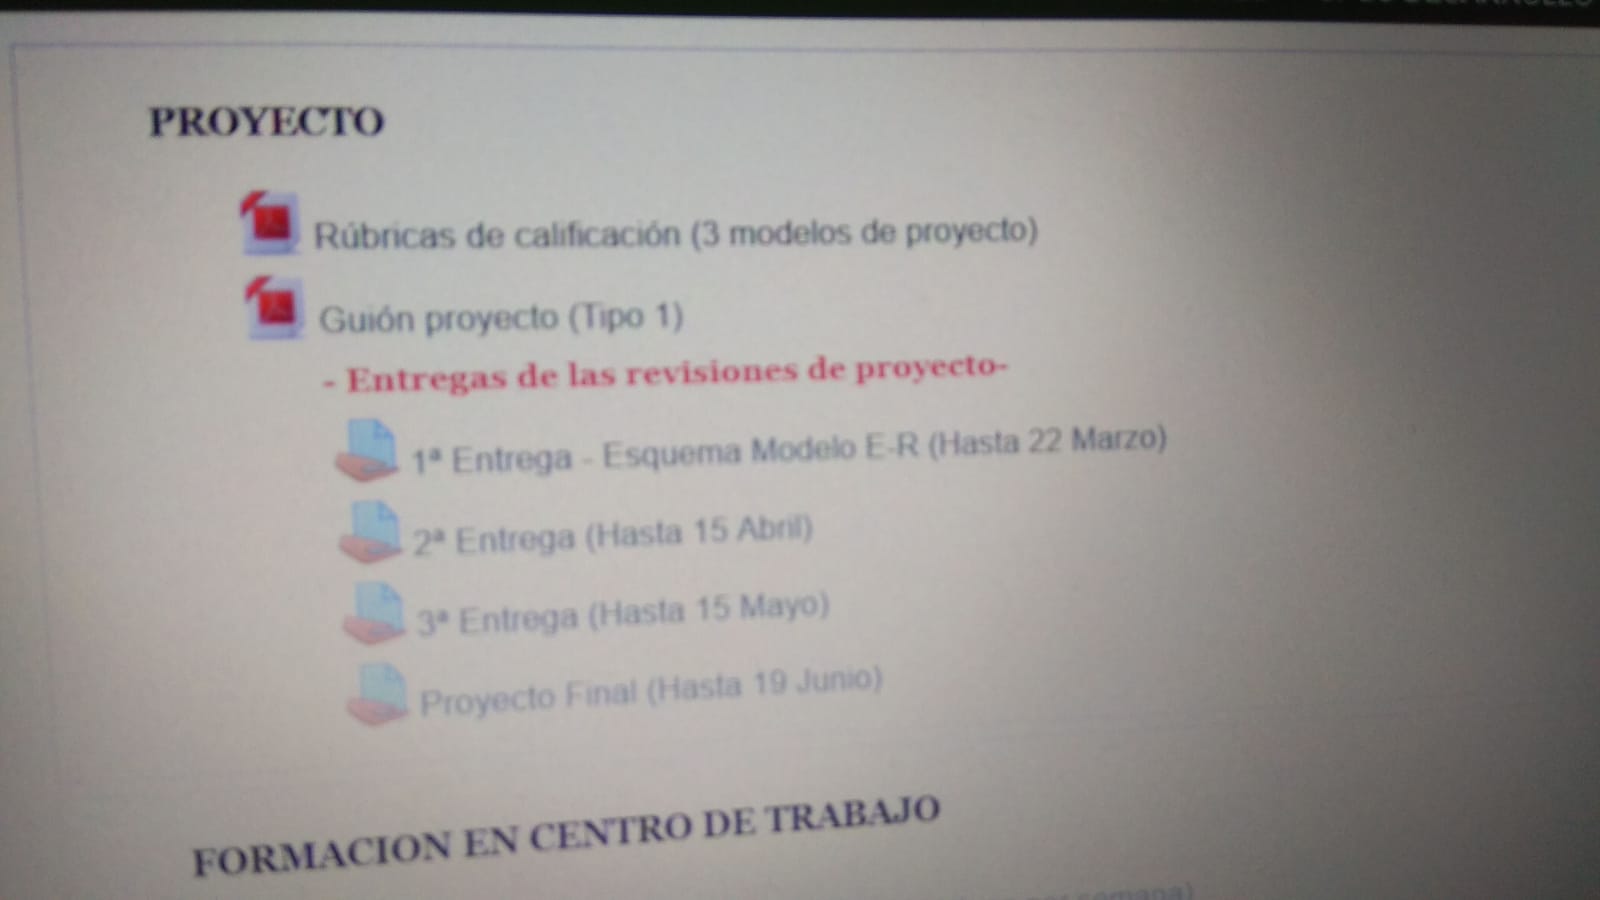 PROYECTO
Rúbricas de calificación (3 modelos de proyecto)
Guión proyecto (Tipo 1)
- Entregas de las revisiones de proyecto-
1ª Entrega - Esquema Modelo E-R (Hasta 22 Marzo)
2ª Entrega (Hasta 15 Abril)
3ª Entrega (Hasta 15 Mayo)
Proyecto Final (Hasta 19 Junio)
FORMACION EN CENTRO DE TRABAJO
semana)